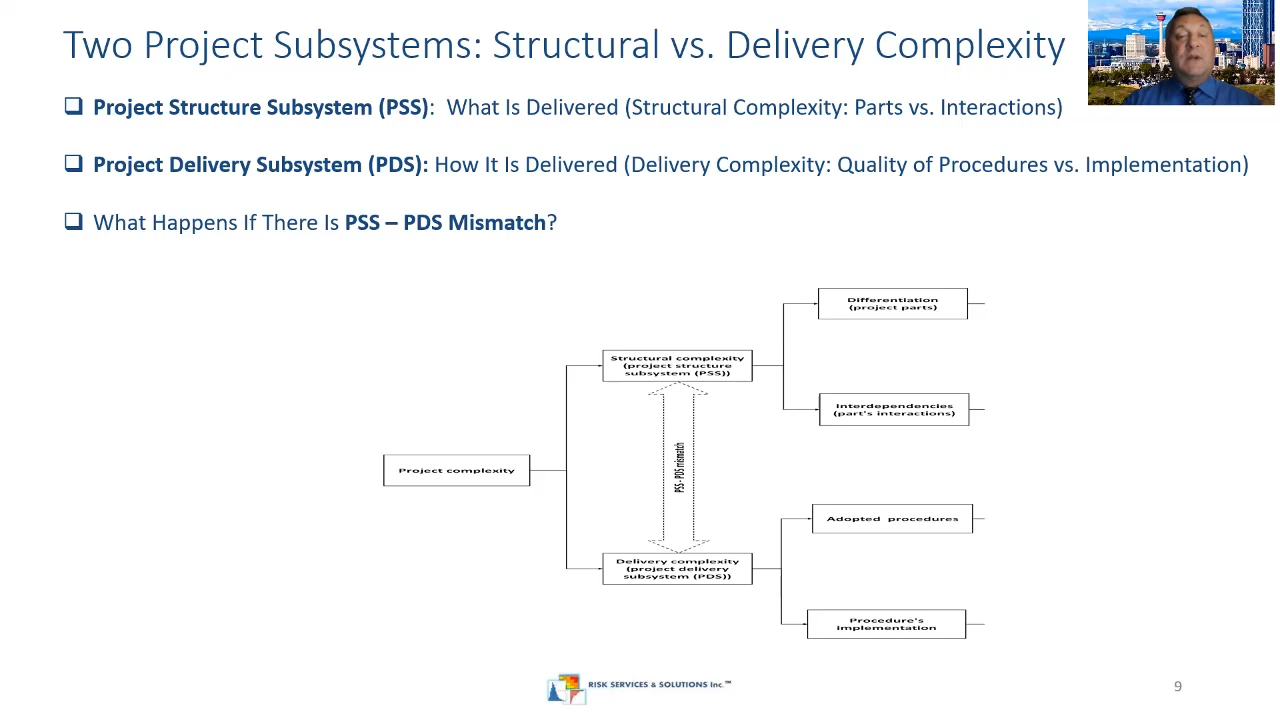 Two Project Subsystems: Structural vs. Delivery Complexity
❑ Project Structure Subsystem (PSS):  What Is Delivered (Structural Complexity: Parts vs. Interactions)
❑ Project Delivery Subsystem (PDS): How It Is Delivered (Delivery Complexity: Quality of Procedures vs. Implementation)
❑ What Happens If There Is PSS – PDS Mismatch?
Differentiation
(project parts)
Structural complexity
(project structure
subsystem (PSS))
Interdependencies
(part's interactions)
PSS - PDS mismatch
Project complexity
Adopted procedures
Delivery complexity
(project delivery
subsystem (PDS))
Procedure's
implementation
RISK SERVICES & SOLUTIONS Inc.™
9